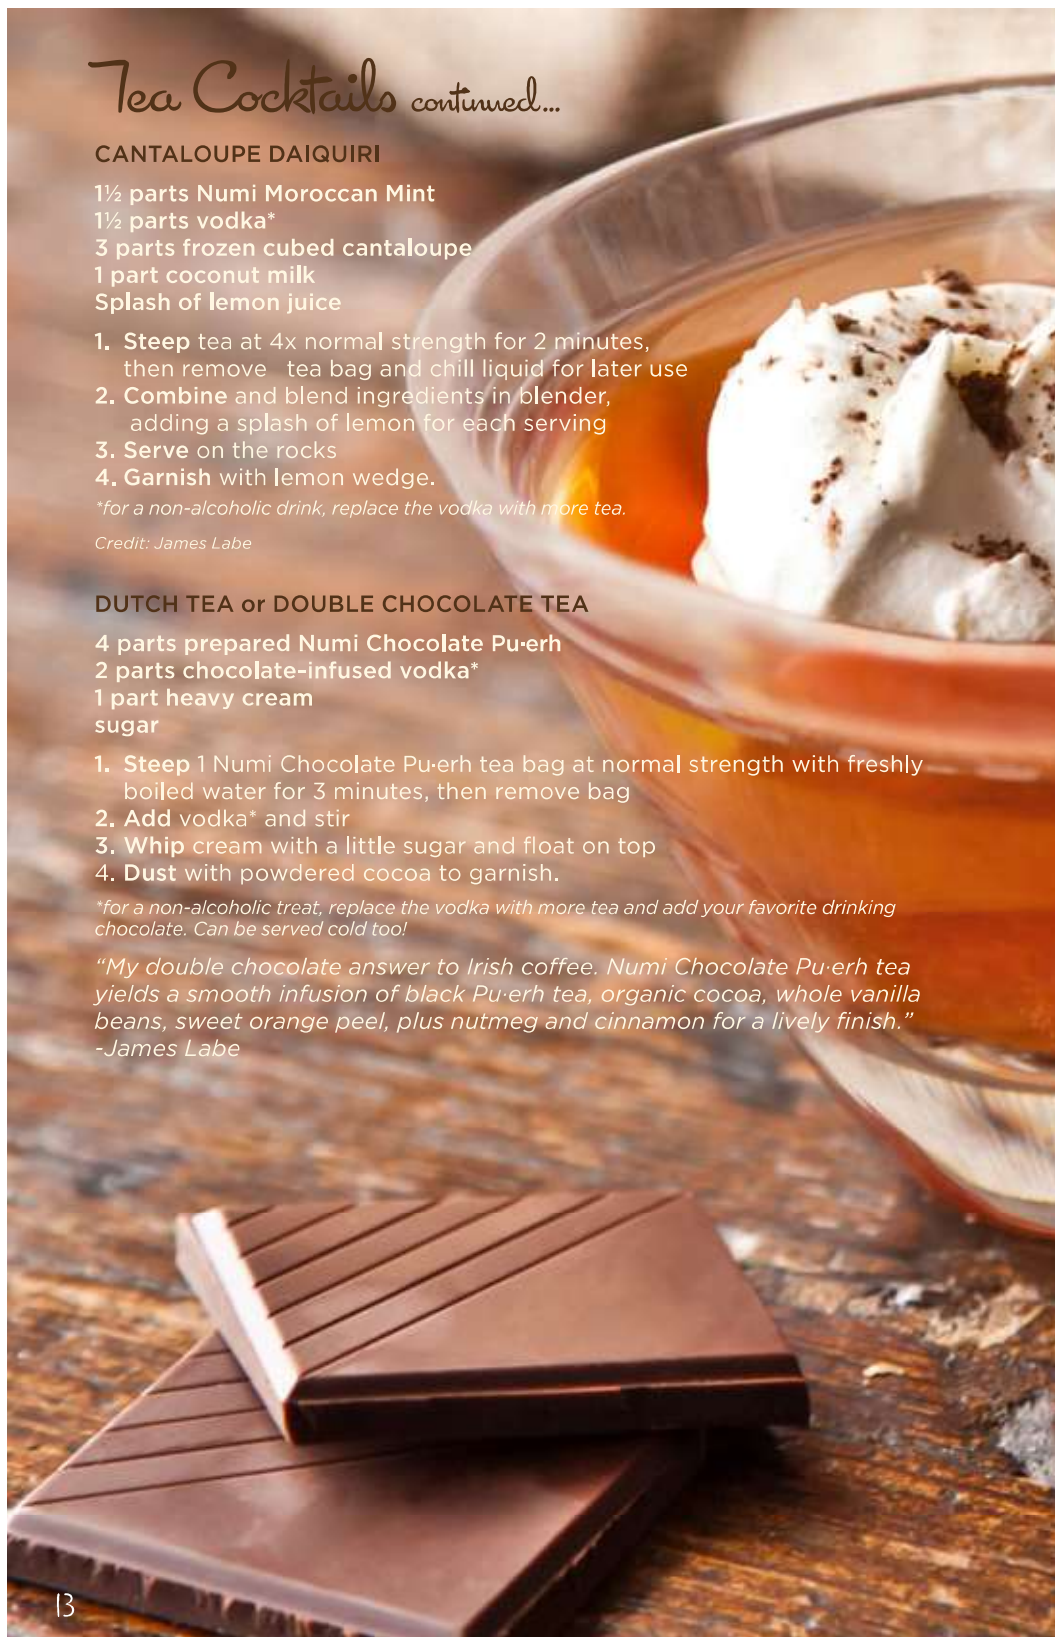 Tea Cocktails continued...
CANTALOUPE DAIQUIRI
1½ parts Numi Moroccan Mint
1½ parts vodka*
3 parts frozen cubed cantaloupe
1 part coconut milk
Splash of lemon juice
1. Steep tea at 4x normal strength for 2 minutes,
then remove tea bag and chill liquid for later use
2. Combine and blend ingredients in blender,
adding a splash of lemon for each serving
3. Serve on the rocks
4. Garnish with lemon wedge.
*for a non-alcoholic drink, replace the vodka with more tea.
Credit: James Labe
DUTCH TEA or DOUBLE CHOCOLATE TEA
4 parts prepared Numi Chocolate Pu·erh
2 parts chocolate-infused vodka*
1 part heavy cream
sugar
1. Steep 1 Numi Chocolate Pu·erh tea bag at normal strength with freshly
boiled water for 3 minutes, then remove bag
2. Add vodka* and stir
3. Whip cream with a little sugar and float on top
4. Dust with powdered cocoa to garnish.
*for a non-alcoholic treat, replace the vodka with more tea and add your favorite drinking
chocolate. Can be served cold too!
“My double chocolate answer to Irish coffee. Numi Chocolate Pu·erh tea
yields a smooth infusion of black Pu·erh tea, organic cocoa, whole vanilla
beans, sweet orange peel, plus nutmeg and cinnamon for a lively finish.”
-James Labe
13